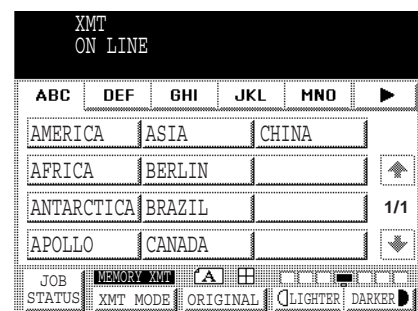 XMT
ON LINE
ABC DEF GHI JKL MNO
AMERICA ASIA CHINA
AFRICA BERLIN
ANTARCTICA BRAZIL 1/1
APOLLO CANADA
JOB STATUS MEMORY XMT A
XMT MODE ORIGINAL LIGHTER DARKER